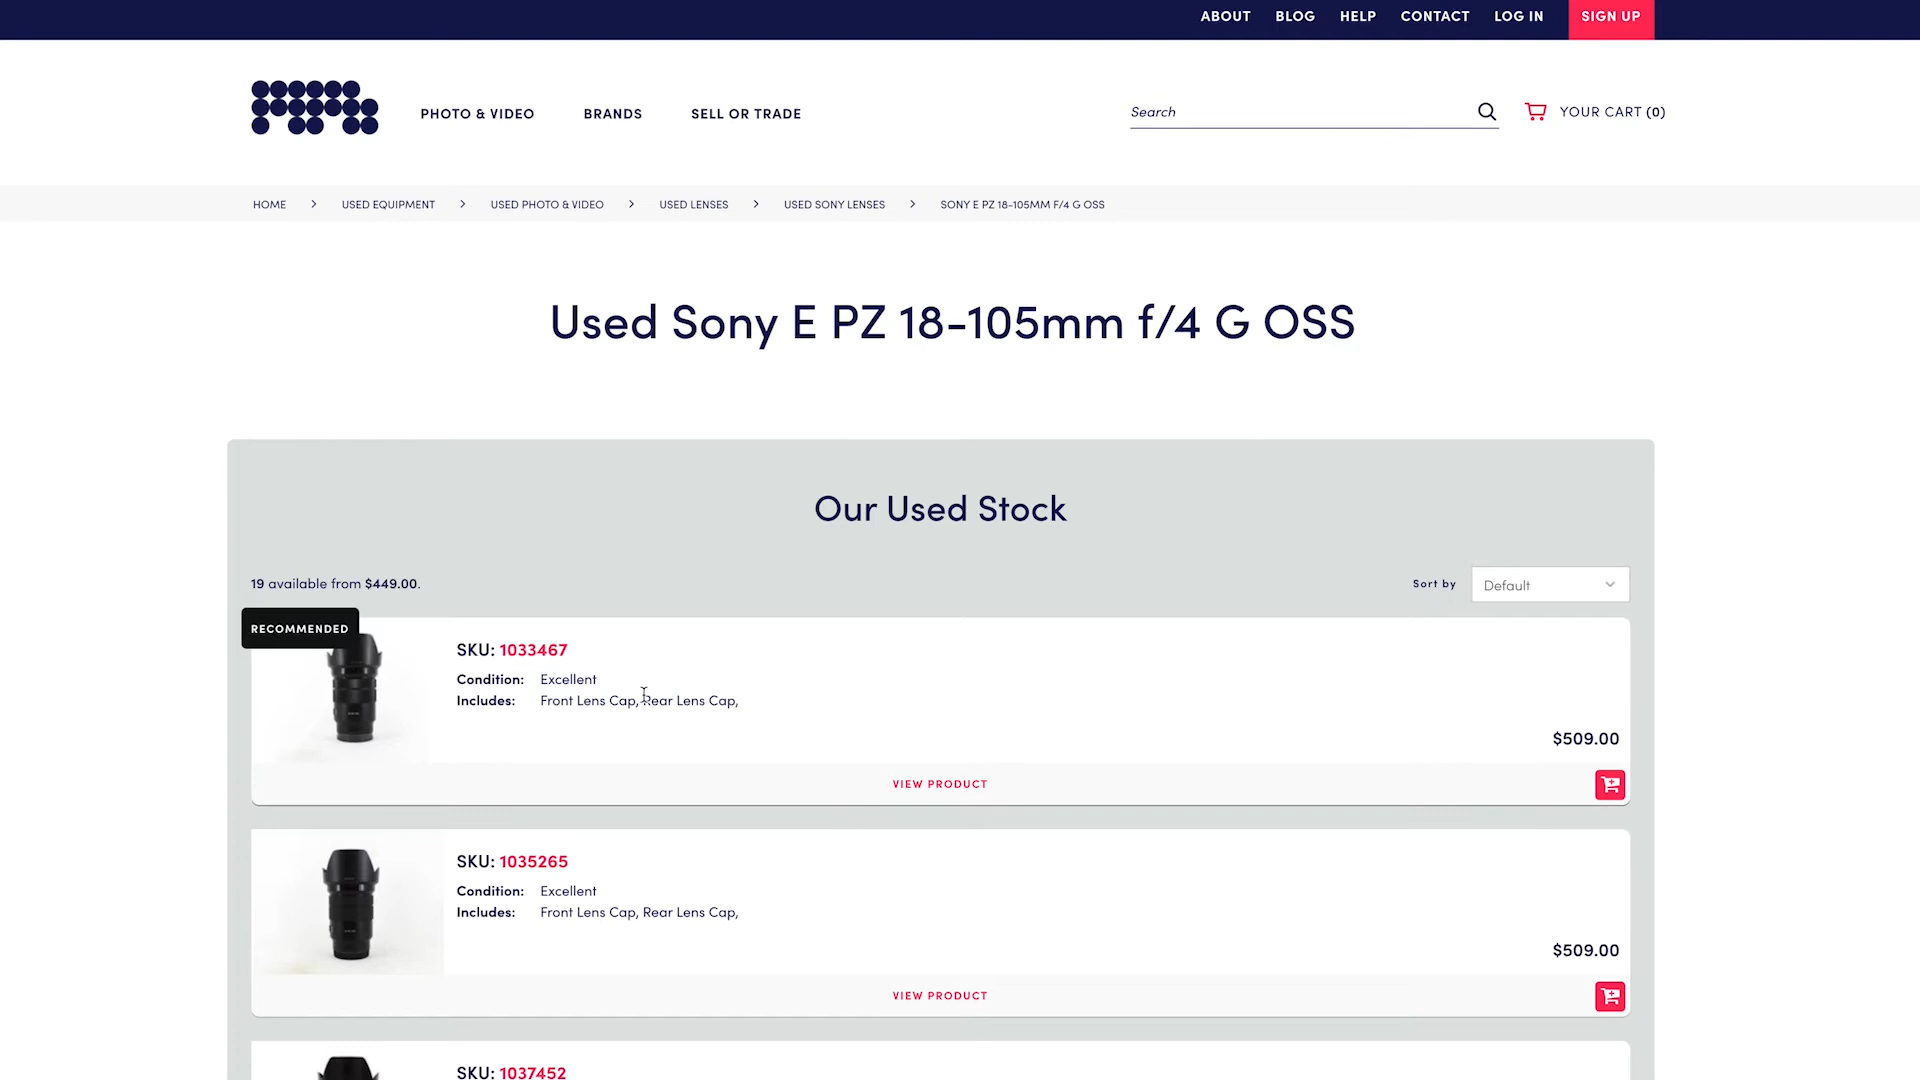 ABOUT BLOG HELP CONTACT LOG IN SIGN UP
PHOTO & VIDEO BRANDS SELL OR TRADE Search YOUR CART (0)
HOME > USED EQUIPMENT > USED PHOTO & VIDEO > USED LENSES > USED SONY LENSES > SONY E PZ 18-105MM F/4 G OSS
Used Sony E PZ 18-105mm f/4 G OSS
Our Used Stock
19 available from $449.00. Sort by Default
RECOMMENDED
SKU: 1033467
Condition: Excellent
Includes: Front Lens Cap, Rear Lens Cap,
$509.00
VIEW PRODUCT
SKU: 1035265
Condition: Excellent
Includes: Front Lens Cap, Rear Lens Cap,
$509.00
VIEW PRODUCT
SKU: 1037452